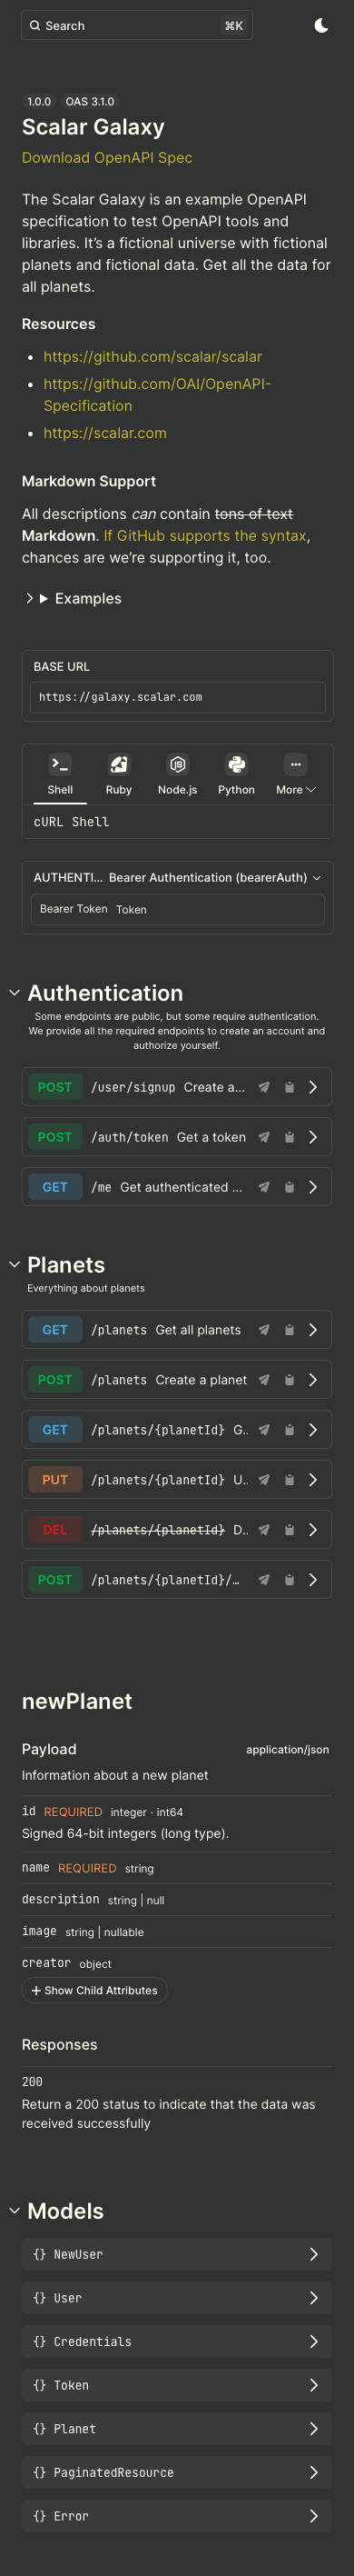 Search ⌘K
1.0.0 OAS 3.1.0
Scalar Galaxy
Download OpenAPI Spec
The Scalar Galaxy is an example OpenAPI
specification to test OpenAPI tools and
libraries. It's a fictional universe with fictional
planets and fictional data. Get all the data for
all planets.
Resources
• https://github.com/scalar/scalar
• https://github.com/OAI/OpenAPI-
Specification
• https://scalar.com
Markdown Support
All descriptions can contain tons of text
Markdown. If GitHub supports the syntax,
chances are we're supporting it, too.
Examples
BASE URL
https://galaxy.scalar.com
Shell Ruby Node.js Python More
cURL Shell
AUTHENTI... Bearer Authentication (bearerAuth)
Bearer Token Token
Authentication
Some endpoints are public, but some require authentication.
We provide all the required endpoints to create an account and
authorize yourself.
POST /user/signup Create a...
POST /auth/token Get a token
GET /me Get authenticated ...
Planets
Everything about planets
GET /planets Get all planets
POST /planets Create a planet
GET /planets/{planetId} G...
PUT /planets/{planetId} U...
DEL /planets/{planetId} D...
POST /planets/{planetId}/...
newPlanet
Payload application/json
Information about a new planet
id REQUIRED integer · int64
Signed 64-bit integers (long type).
name REQUIRED string
description string | null
image string | nullable
creator object
+ Show Child Attributes
Responses
200
Return a 200 status to indicate that the data was
received successfully
Models
{} NewUser
{} User
{} Credentials
{} Token
{} Planet
{} PaginatedResource
{} Error